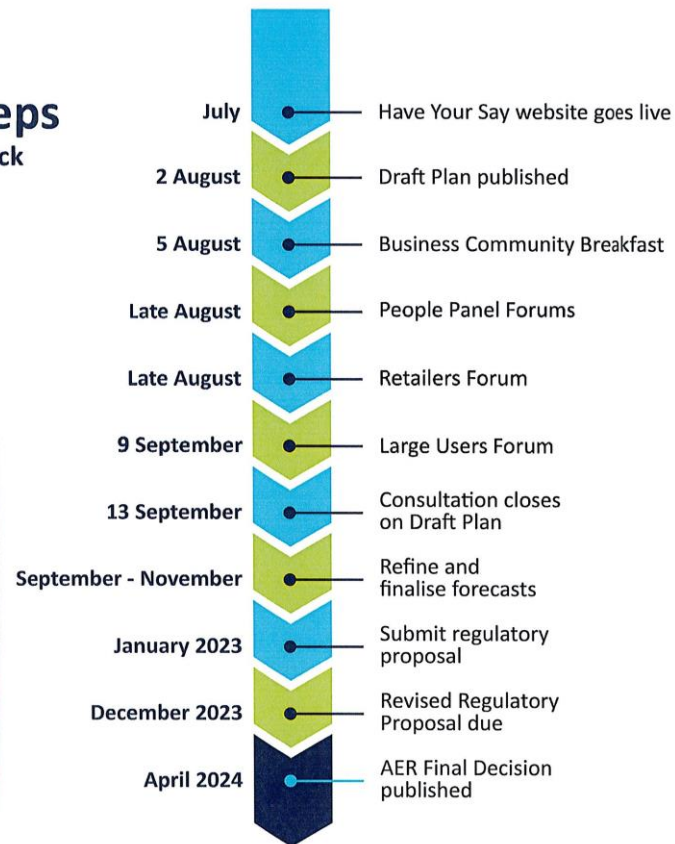 eps
ck
July
Have Your Say website goes live
2 August
Draft Plan published
5 August
Business Community Breakfast
Late August
People Panel Forums
Late August
Retailers Forum
9 September
Large Users Forum
13 September
Consultation closes
on Draft Plan
September - November
Refine and
finalise forecasts
January 2023
Submit regulatory
proposal
December 2023
Revised Regulatory
Proposal due
April 2024
AER Final Decision
published